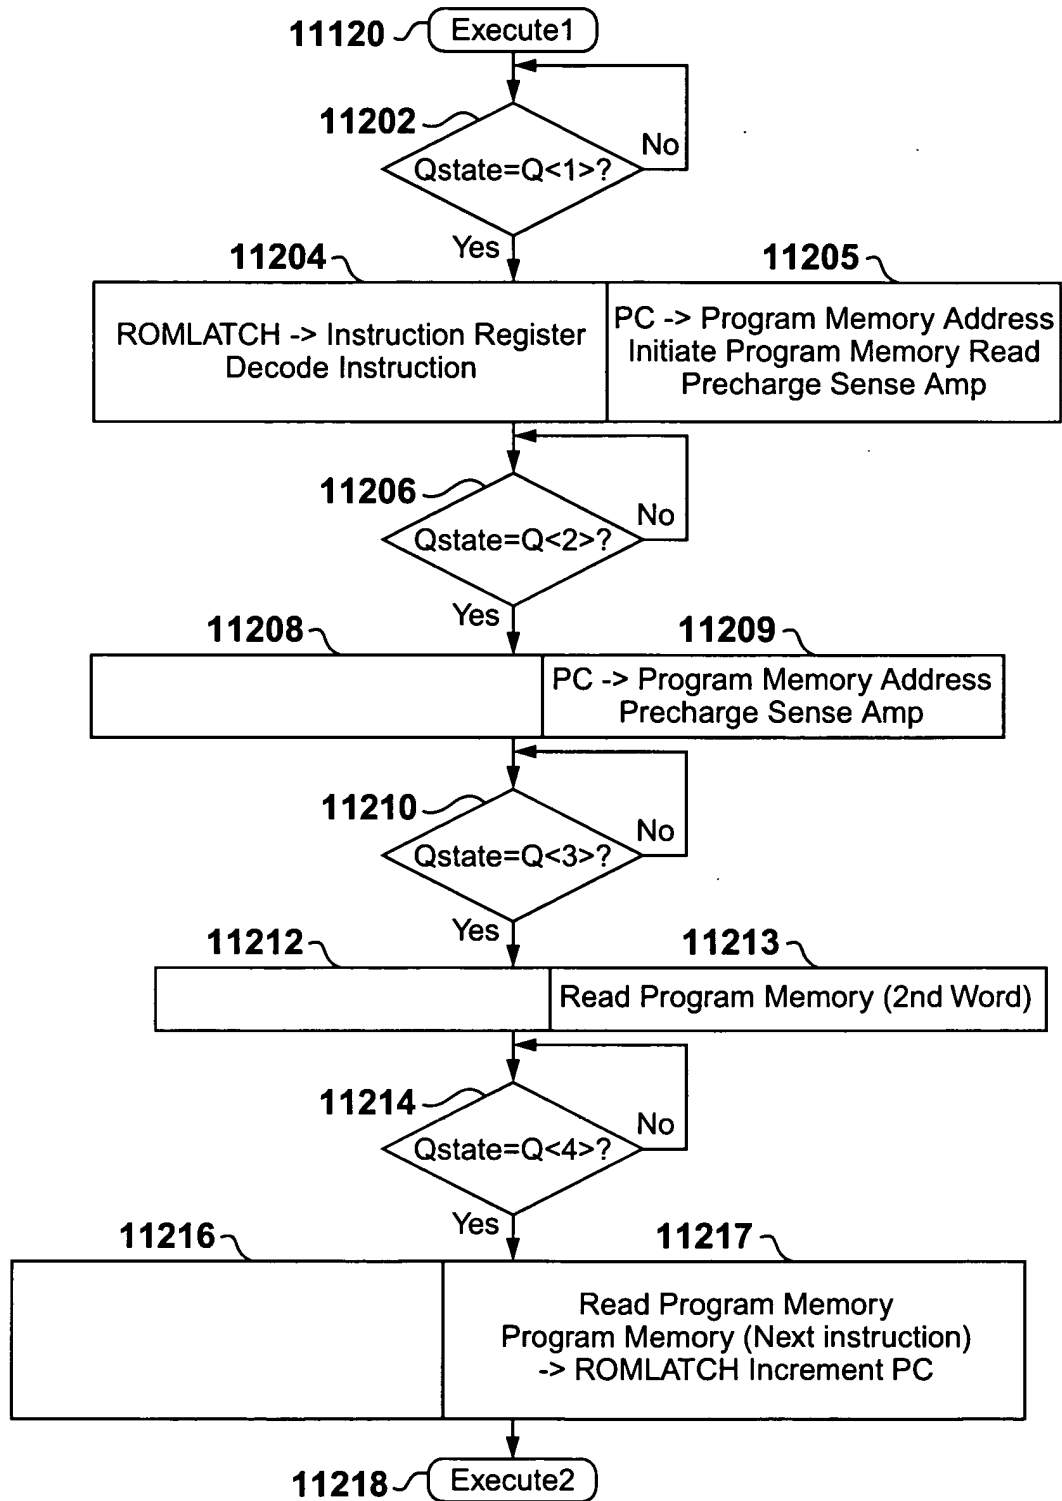 11120
Execute1
11202
Qstate=Q<1>?
No
Yes
11204
11205
ROMLATCH -> Instruction Register
Decode Instruction
PC -> Program Memory Address
Initiate Program Memory Read
Precharge Sense Amp
11206
Qstate=Q<2>?
No
Yes
11208
11209
PC -> Program Memory Address
Precharge Sense Amp
11210
Qstate=Q<3>?
No
Yes
11212
11213
Read Program Memory (2nd Word)
11214
Qstate=Q<4>?
No
Yes
11216
11217
Read Program Memory
Program Memory (Next instruction)
-> ROMLATCH Increment PC
11218
Execute2